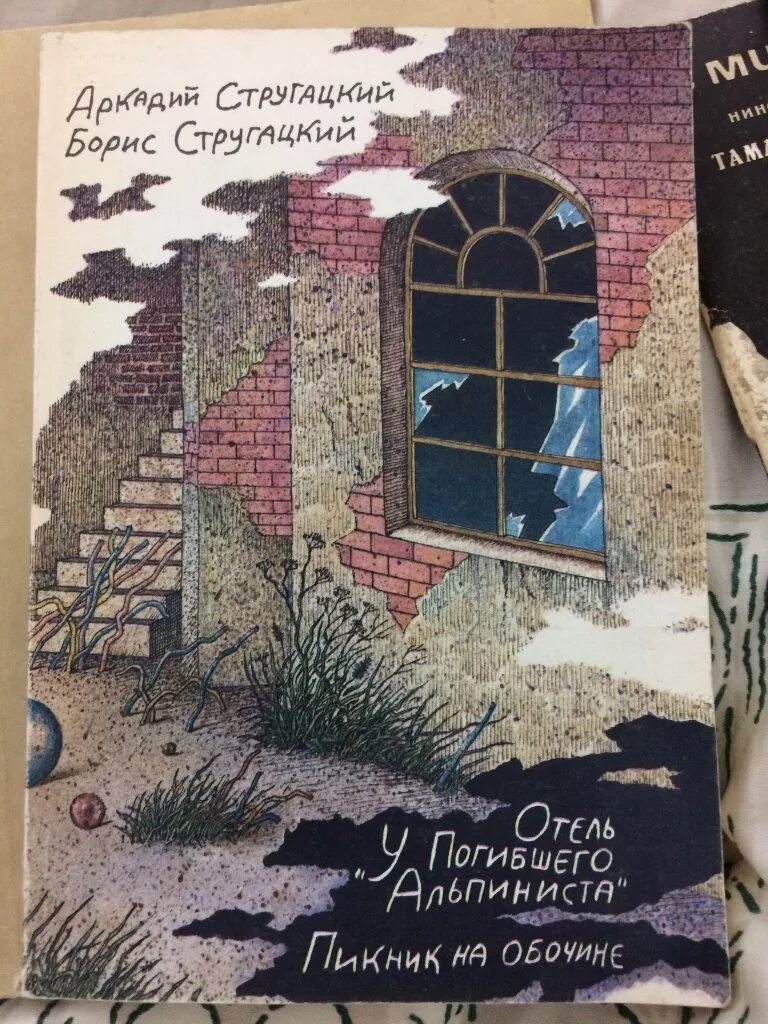 Аркадий Стругацкий
Борис Стругацкий
Отель
"У Погибшего
Альпиниста"
Пикник на обочине